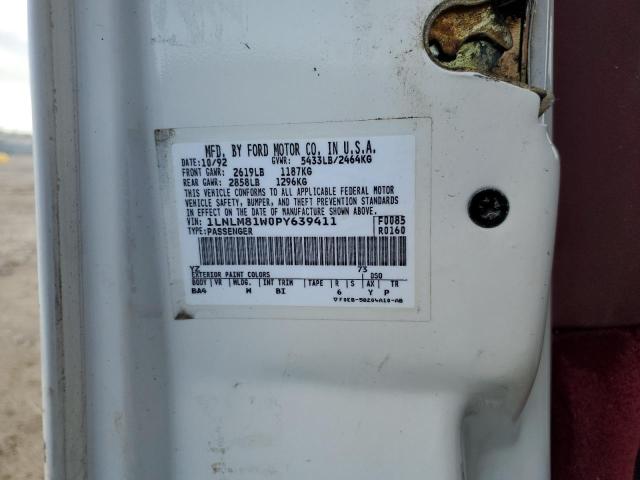 MFD. BY FORD MOTOR CO. IN U.S.A.
DATE: 10/92 GVWR: 5433LB/2464KG
FRONT GAWR: 2619LB 1187KG
REAR GAWR: 2858LB 1296KG
THIS VEHICLE CONFORMS TO ALL APPLICABLE FEDERAL MOTOR
VEHICLE SAFETY, BUMPER, AND THEFT PREVENTION STANDARDS
IN EFFECT ON THE DATE OF MANUFACTURE SHOWN ABOVE.
VIN: 1LNLM81W0PY639411 F0085
TYPE: PASSENGER R0160
YZ 73
EXTERIOR PAINT COLORS DSO
BODY VR MLDG. INT TRIM TAPE R S AX TR
BA4 M BI 6 Y P